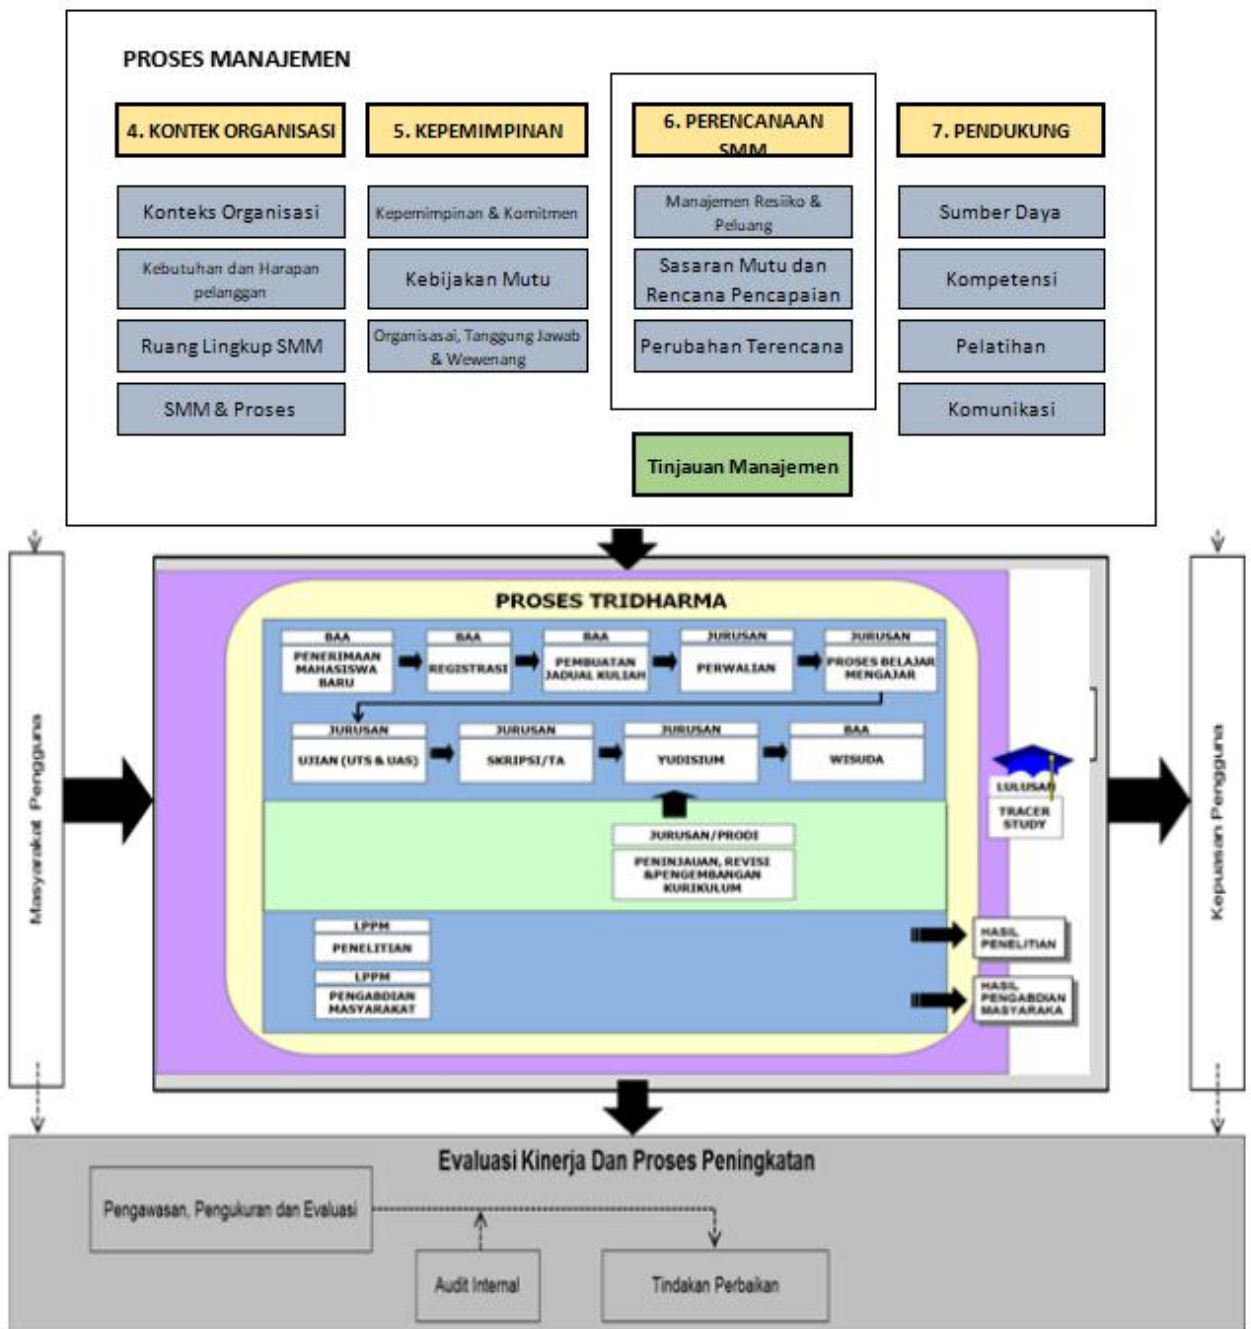 PROSES MANAJEMEN
4. KONTEK ORGANISASI
5. KEPEMIMPINAN
6. PERENCANAAN
SMM
7. PENDUKUNG
Konteks Organisasi
Kepemimpinan & Komitmen
Manajemen Resiiko &
Peluang
Sumber Daya
Kebutuhan dan Harapan
pelanggan
Kebijakan Mutu
Sasaran Mutu dan
Rencana Pencapaian
Kompetensi
Ruang Lingkup SMM
Organisasai, Tanggung Jawab
& Wewenang
Perubahan Terencana
Pelatihan
SMM & Proses
Komunikasi
Tinjauan Manajemen
Masyarakat Pengguna
PROSES TRIDHARMA
BAA
PENERIMAAN
MAHASISWA
BARU
BAA
REGISTRASI
BAA
PEMBUATAN
JADUAL KULIAH
JURUSAN
PERWALIAN
JURUSAN
PROSES BELAJAR
MENGAJAR
JURUSAN
UJIAN (UTS & UAS)
JURUSAN
SKRIPSI/TA
JURUSAN
YUDISIUM
BAA
WISUDA
LULUSAN
TRACER
STUDY
JURUSAN/PRODI
PENINJAUAN, REVISI
&PENGEMBANGAN
KURIKULUM
LPPM
PENELITIAN
HASIL
PENELITIAN
LPPM
PENGABDIAN
MASYARAKAT
HASIL
PENGABDIAN
MASYARAKA
Kepuasan Pengguna
Evaluasi Kinerja Dan Proses Peningkatan
Pengawasan, Pengukuran dan Evaluasi
Audit Internal
Tindakan Perbaikan